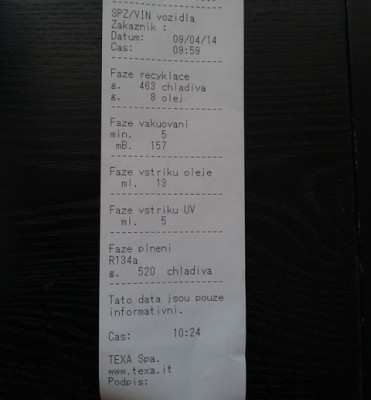 SPZ/VIN vozidla
Zakaznik :
Datum: 09/04/14
Cas: 09:59
--------------------
Faze recyklace
g. 463 chladiva
g. 8 olej
--------------------
Faze vakuovani
min. 5
mB. 157
--------------------
Faze vstriku oleje
ml. 13
--------------------
Faze vstriku UV
ml. 5
--------------------
Faze plneni
R134a
g. 520 chladiva
--------------------
Tato data jsou pouze
informativni.
Cas: 10:24
TEXA Spa.
www.texa.it
Podpis: